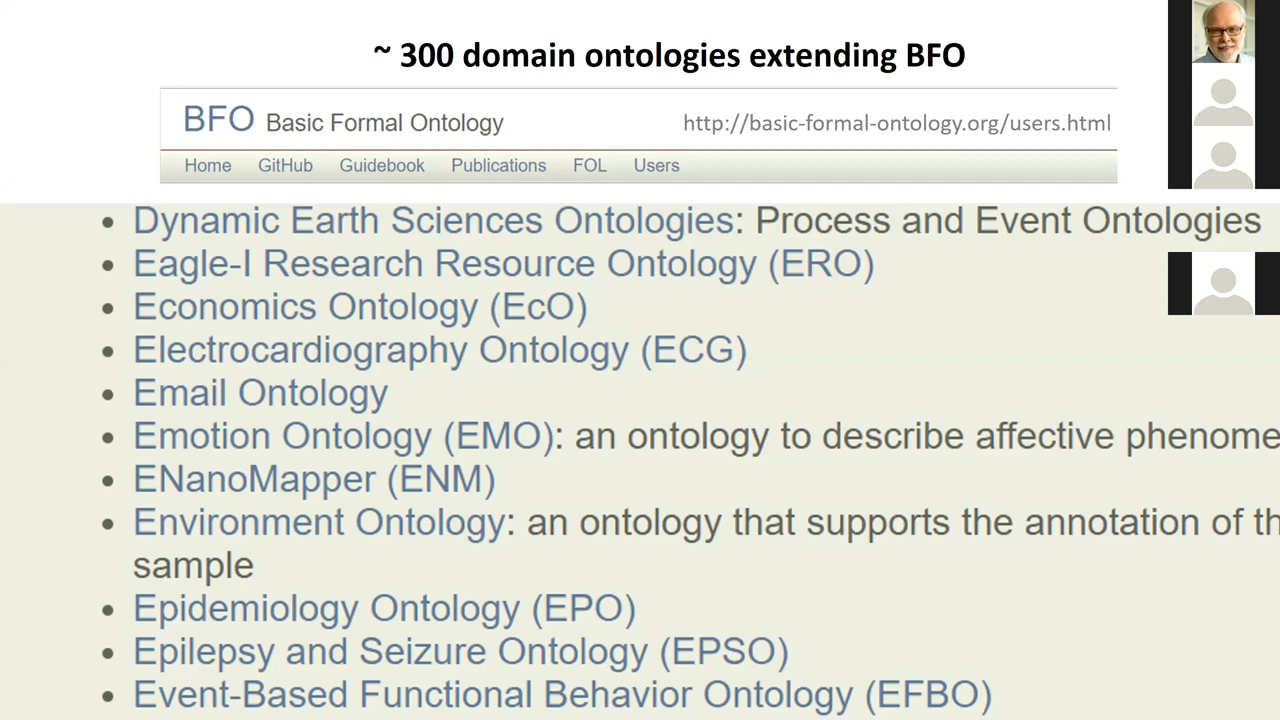 ~ 300 domain ontologies extending BFO
BFO Basic Formal Ontology
http://basic-formal-ontology.org/users.html
Home GitHub Guidebook Publications FOL Users
Dynamic Earth Sciences Ontologies: Process and Event Ontologies
Eagle-I Research Resource Ontology (ERO)
Economics Ontology (EcO)
Electrocardiography Ontology (ECG)
Email Ontology
Emotion Ontology (EMO): an ontology to describe affective phenome
ENanoMapper (ENM)
Environment Ontology: an ontology that supports the annotation of th
sample
Epidemiology Ontology (EPO)
Epilepsy and Seizure Ontology (EPSO)
Event-Based Functional Behavior Ontology (EFBO)